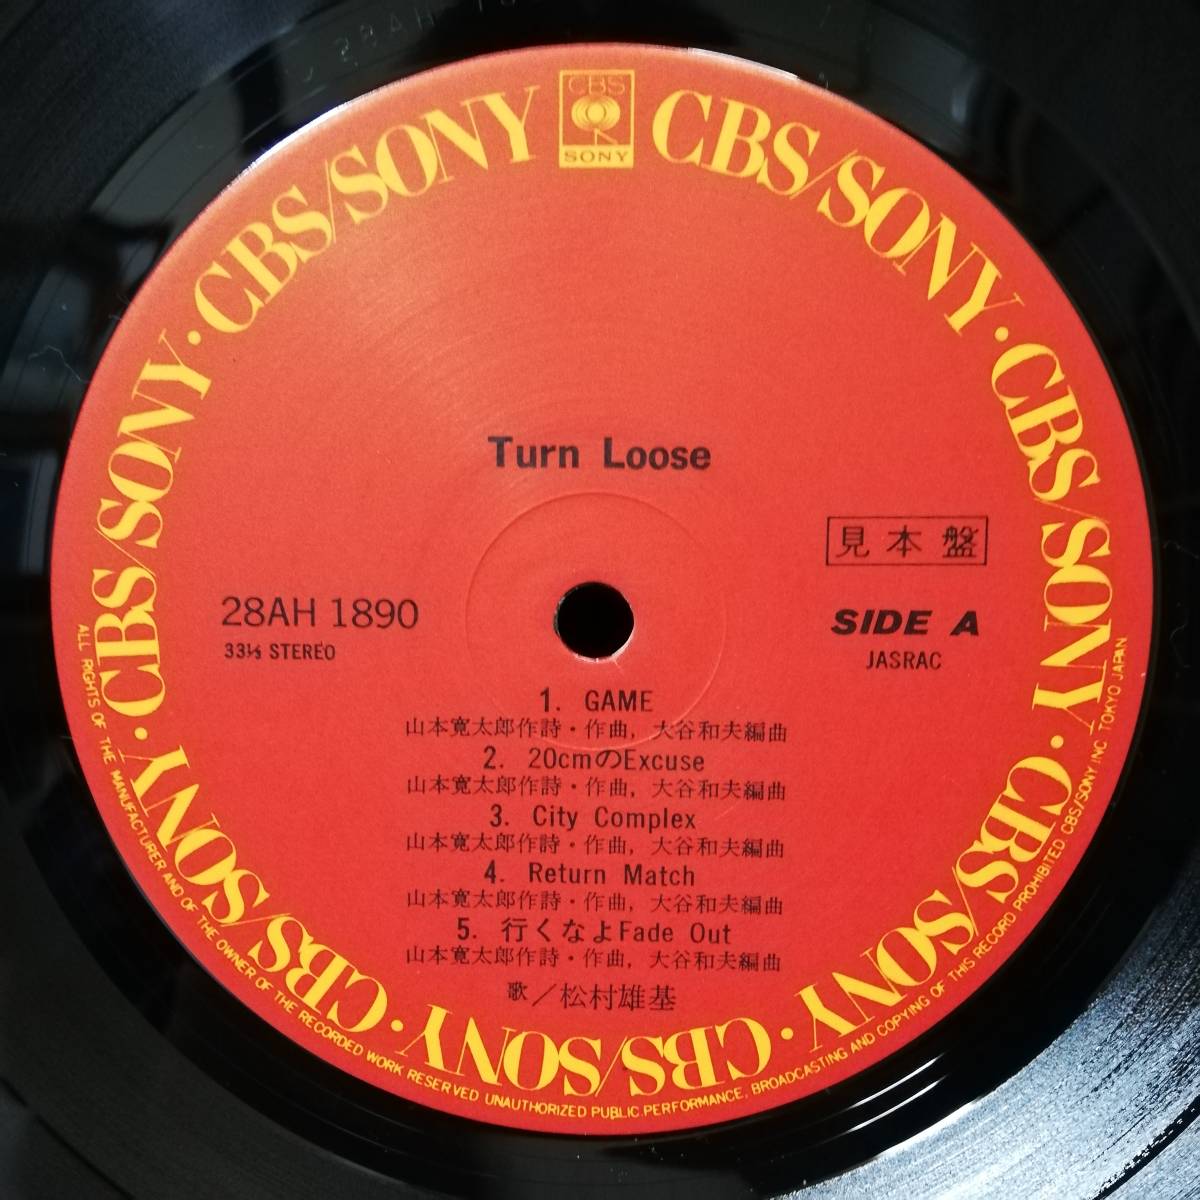 CBS
SONY
CBS/SONY · CBS/SONY · CBS/SONY · CBS/SONY · CBS/SONY · CBS/SONY · CBS/SONY · CBS/SONY
Turn Loose
見本盤
28AH 1890
33⅓ STEREO
SIDE A
JASRAC
1. GAME
山本寛太郎作詩・作曲, 大谷和夫編曲
2. 20cmのExcuse
山本寛太郎作詩・作曲, 大谷和夫編曲
3. City Complex
山本寛太郎作詩・作曲, 大谷和夫編曲
4. Return Match
山本寛太郎作詩・作曲, 大谷和夫編曲
5. 行くなよFade Out
山本寛太郎作詩・作曲, 大谷和夫編曲
歌／松村雄基
ALL RIGHTS OF THE MANUFACTURER AND OF THE OWNER OF THE RECORDED WORK RESERVED UNAUTHORIZED PUBLIC PERFORMANCE, BROADCASTING AND COPYING OF THIS RECORD PROHIBITED CBS/SONY INC. TOKYO JAPAN